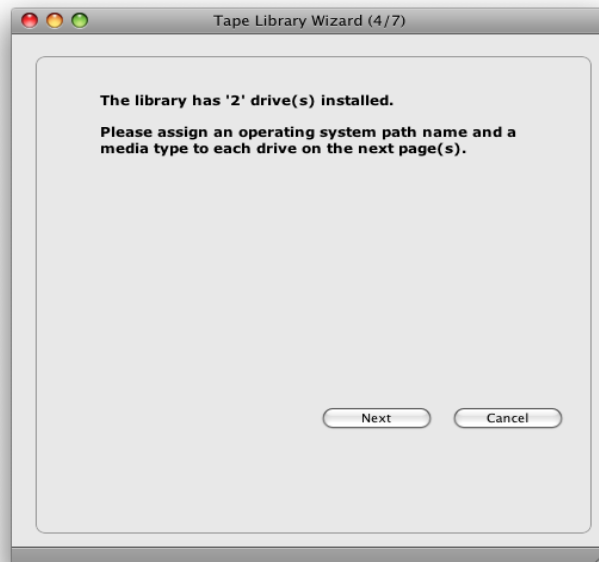 Tape Library Wizard (4/7)
The library has '2' drive(s) installed.
Please assign an operating system path name and a
media type to each drive on the next page(s).
Next Cancel